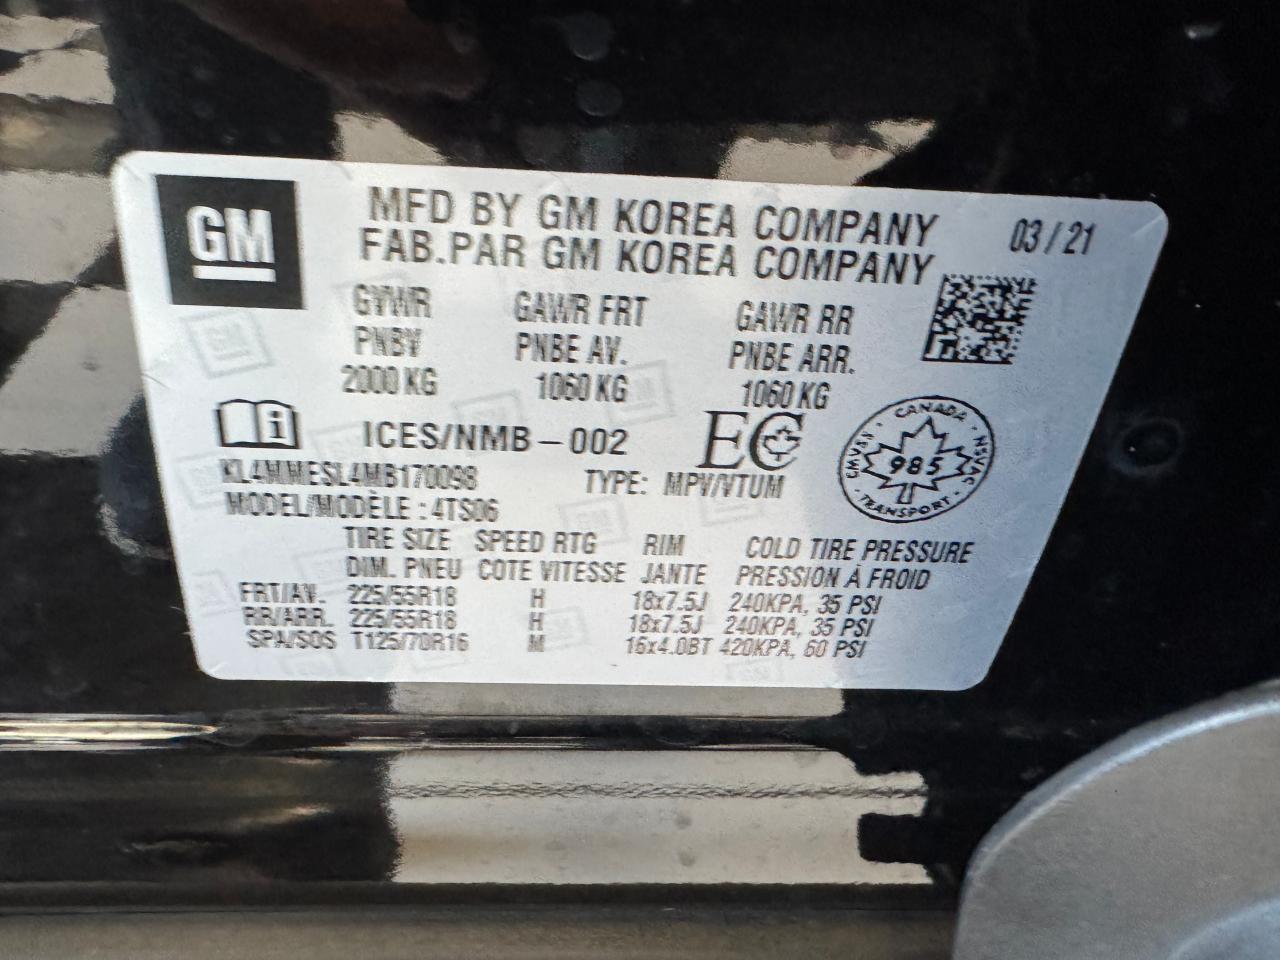 GM
MFD BY GM KOREA COMPANY 03/21
FAB.PAR GM KOREA COMPANY
GVWR GAWR FRT GAWR RR
PNBV PNBE AV. PNBE ARR.
2000 KG 1060 KG 1060 KG
ICES/NMB-002 EC
CANADA
CMVSS NSVAC
985
TRANSPORT
KL4MMESL4MB170098 TYPE: MPV/VTUM
MODEL/MODÈLE : 4TS06
TIRE SIZE SPEED RTG RIM COLD TIRE PRESSURE
DIM. PNEU COTE VITESSE JANTE PRESSION À FROID
FRT/AV. 225/55R18 H 18x7.5J 240KPA, 35 PSI
RR/ARR. 225/55R18 H 18x7.5J 240KPA, 35 PSI
SPA/SOS T125/70R16 M 16x4.0BT 420KPA, 60 PSI